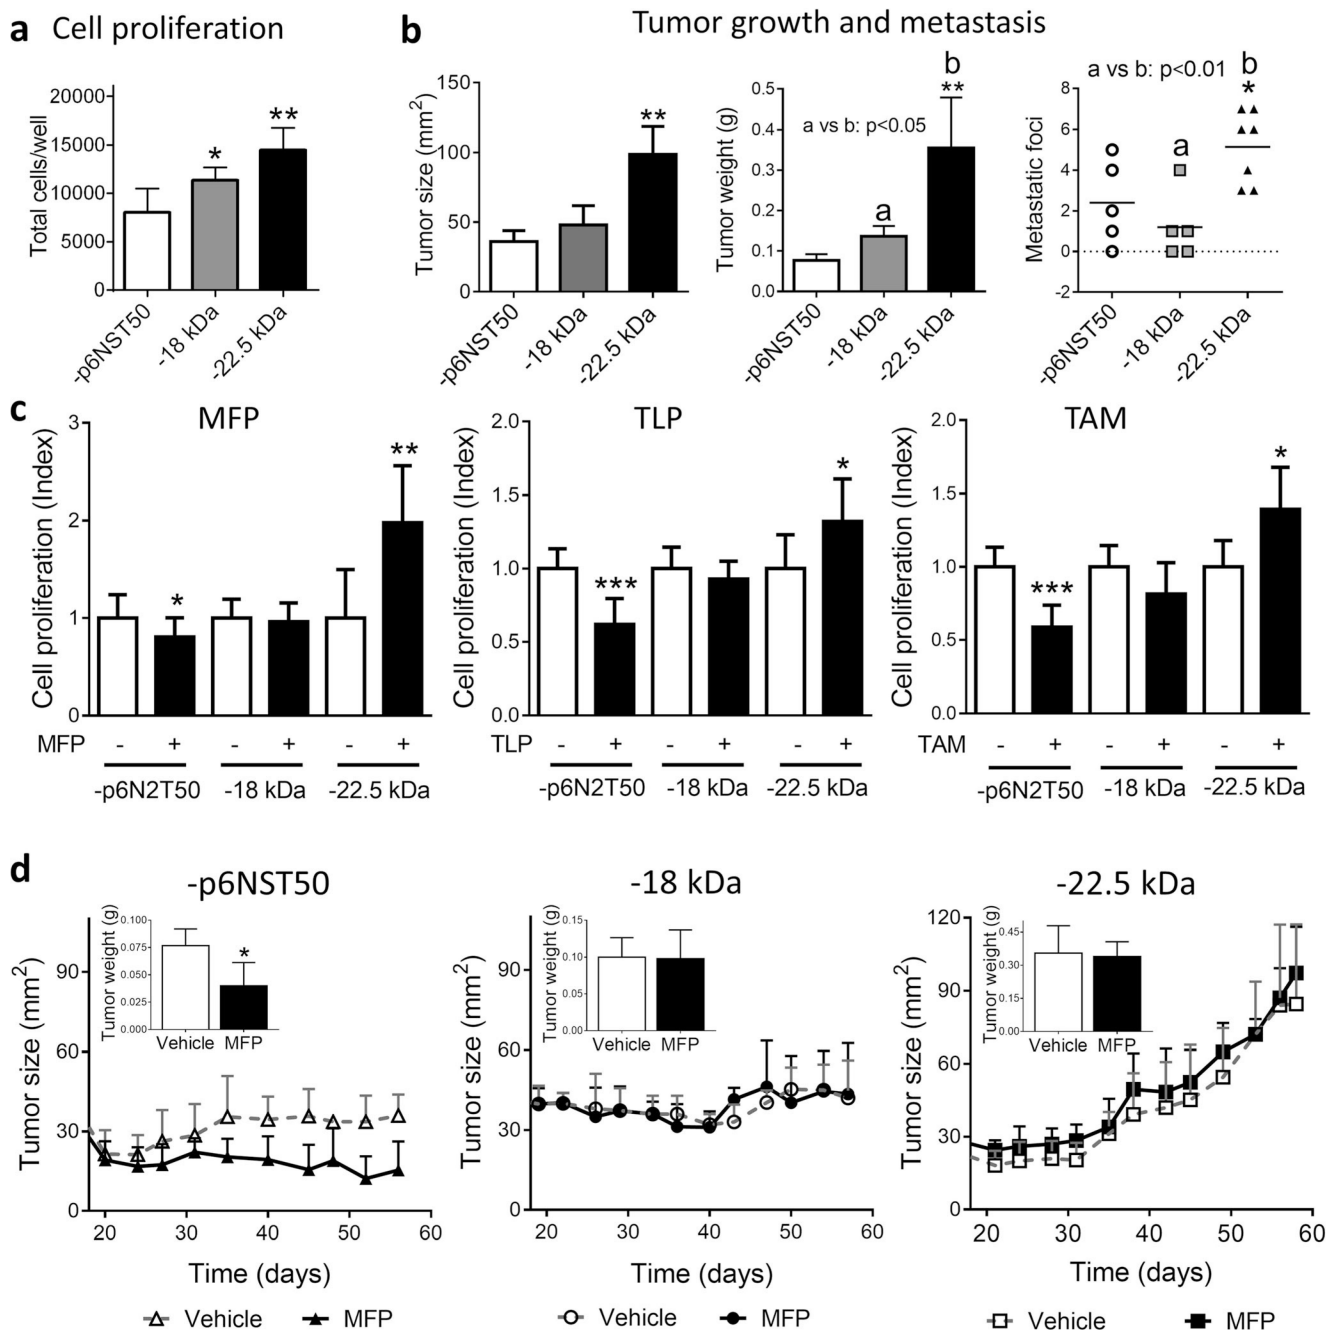 a Cell proliferation
b Tumor growth and metastasis
Total cells/well
20000
15000
10000
5000
0
*
**
-p6NST50
-18 kDa
-22.5 kDa
Tumor size (mm²)
150
100
50
0
**
-p6NST50
-18 kDa
-22.5 kDa
Tumor weight (g)
0.5
0.4
0.3
0.2
0.1
0.0
a vs b: p<0.05
a
b
**
-p6NST50
-18 kDa
-22.5 kDa
a vs b: p<0.01
Metastatic foci
8
6
4
2
0
-2
a
b
*
-p6NST50
-18 kDa
-22.5 kDa
c
MFP
Cell proliferation (Index)
3
2
1
0
*
**
MFP - + - + - +
-p6N2T50 -18 kDa -22.5 kDa
TLP
Cell proliferation (Index)
2.0
1.5
1.0
0.5
0.0
***
*
TLP - + - + - +
-p6N2T50 -18 kDa -22.5 kDa
TAM
Cell proliferation (Index)
2.0
1.5
1.0
0.5
0.0
***
*
TAM - + - + - +
-p6N2T50 -18 kDa -22.5 kDa
d
-p6NST50
Tumor size (mm²)
90
60
30
0
Tumor weight (g)
0.100
0.075
0.050
0.025
0.000
*
Vehicle MFP
20 30 40 50 60
Time (days)
Vehicle MFP
-18 kDa
Tumor size (mm²)
90
60
30
0
Tumor weight (g)
0.15
0.10
0.05
0.00
Vehicle MFP
20 30 40 50 60
Time (days)
Vehicle MFP
-22.5 kDa
Tumor size (mm²)
120
90
60
30
0
Tumor weight (g)
0.45
0.30
0.15
0.00
Vehicle MFP
20 30 40 50 60
Time (days)
Vehicle MFP